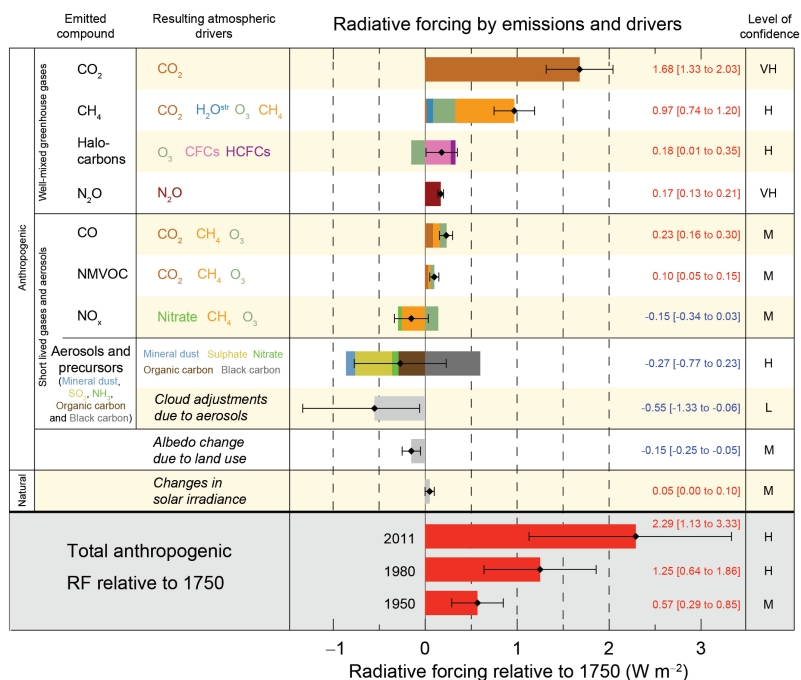 Emitted compound
Resulting atmospheric drivers
Radiative forcing by emissions and drivers
Level of confidence
Anthropogenic
Well-mixed greenhouse gases
CO2
CO2
1.68 [1.33 to 2.03]
VH
CH4
CO2 H2Ostr O3 CH4
0.97 [0.74 to 1.20]
H
Halo-
carbons
O3 CFCs HCFCs
0.18 [0.01 to 0.35]
H
N2O
N2O
0.17 [0.13 to 0.21]
VH
Short lived gases and aerosols
CO
CO2 CH4 O3
0.23 [0.16 to 0.30]
M
NMVOC
CO2 CH4 O3
0.10 [0.05 to 0.15]
M
NOx
Nitrate CH4 O3
-0.15 [-0.34 to 0.03]
M
Aerosols and
precursors
(Mineral dust,
SO2, NH3,
Organic carbon
and Black carbon)
Mineral dust Sulphate Nitrate
Organic carbon Black carbon
-0.27 [-0.77 to 0.23]
H
Cloud adjustments
due to aerosols
-0.55 [-1.33 to -0.06]
L
Albedo change
due to land use
-0.15 [-0.25 to -0.05]
M
Natural
Changes in
solar irradiance
0.05 [0.00 to 0.10]
M
Total anthropogenic
RF relative to 1750
2011
2.29 [1.13 to 3.33]
H
1980
1.25 [0.64 to 1.86]
H
1950
0.57 [0.29 to 0.85]
M
−1 0 1 2 3
Radiative forcing relative to 1750 (W m−2)